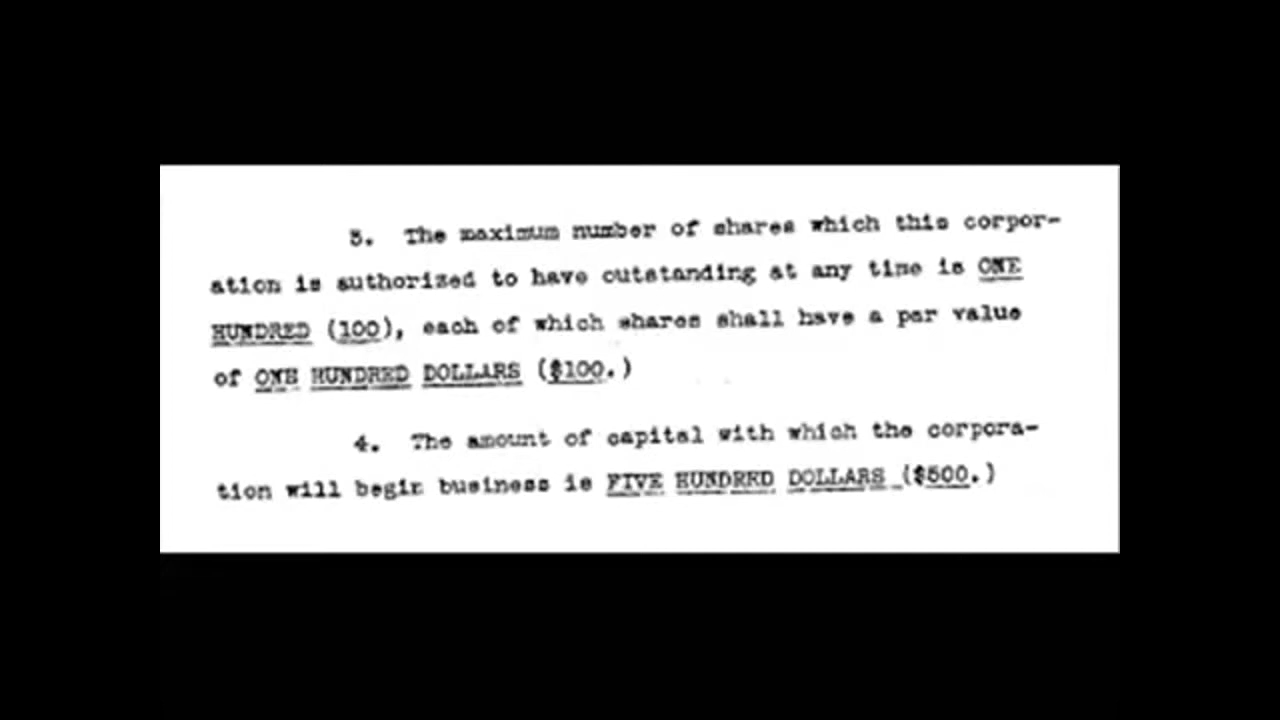 3. The maximum number of shares which this corpor-
ation is authorized to have outstanding at any time is ONE
HUNDRED (100), each of which shares shall have a par value
of ONE HUNDRED DOLLARS ($100.)
4. The amount of capital with which the corpora-
tion will begin business is FIVE HUNDRED DOLLARS ($500.)